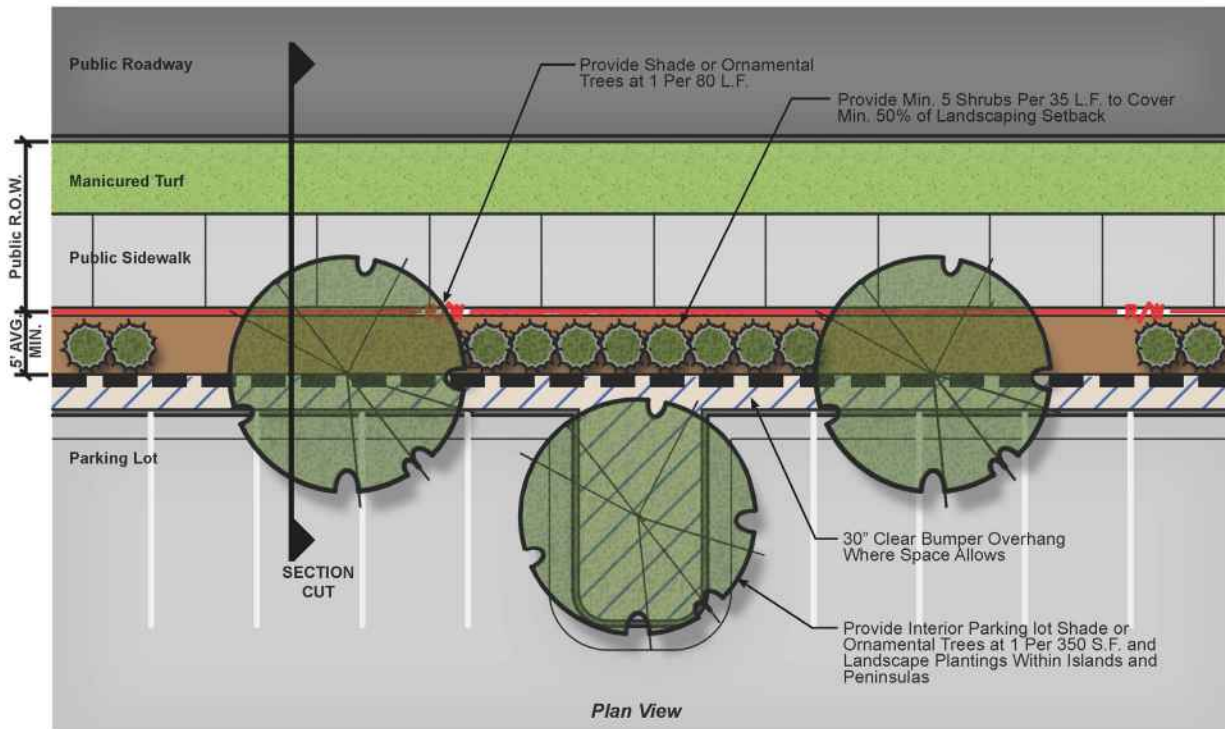 Public Roadway
Provide Shade or Ornamental
Trees at 1 Per 80 L.F.
Provide Min. 5 Shrubs Per 35 L.F. to Cover
Min. 50% of Landscaping Setback
Public R.O.W.
Manicured Turf
Public Sidewalk
R/W
5' AVG.
MIN.
Parking Lot
30" Clear Bumper Overhang
Where Space Allows
SECTION
CUT
Provide Interior Parking lot Shade or
Ornamental Trees at 1 Per 350 S.F. and
Landscape Plantings Within Islands and
Peninsulas
Plan View